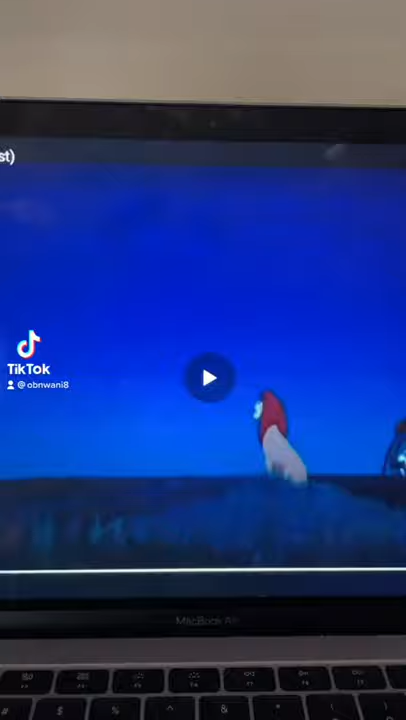 st)
TikTok
@obnwani8
MacBook Air
# $ % ^ & * ( )